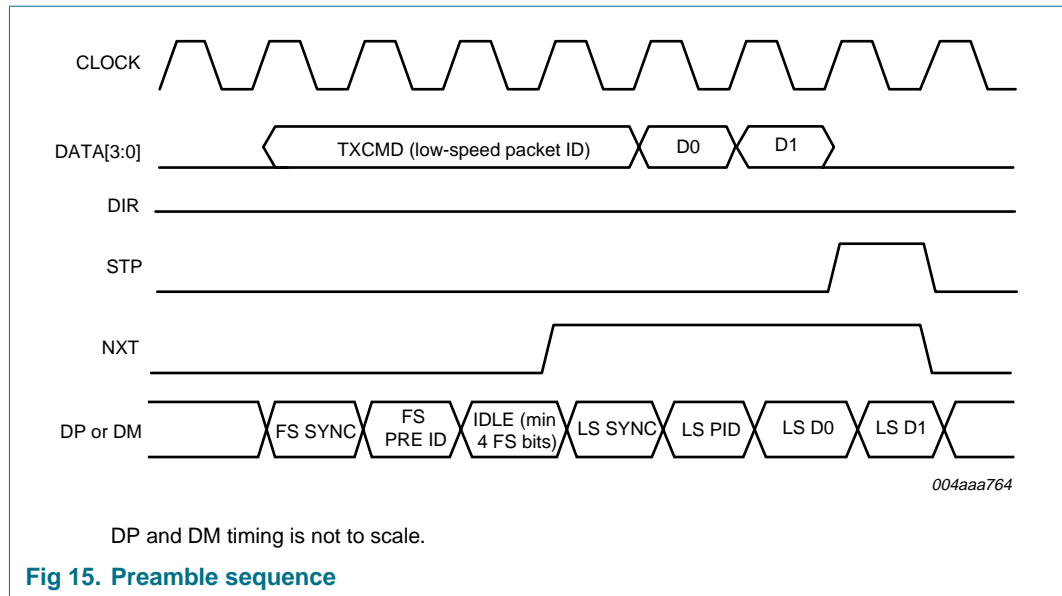 CLOCK
DATA[3:0]
TXCMD (low-speed packet ID)
D0
D1
DIR
STP
NXT
DP or DM
FS SYNC
FS
PRE ID
IDLE (min
4 FS bits)
LS SYNC
LS PID
LS D0
LS D1
004aaa764
DP and DM timing is not to scale.
Fig 15. Preamble sequence